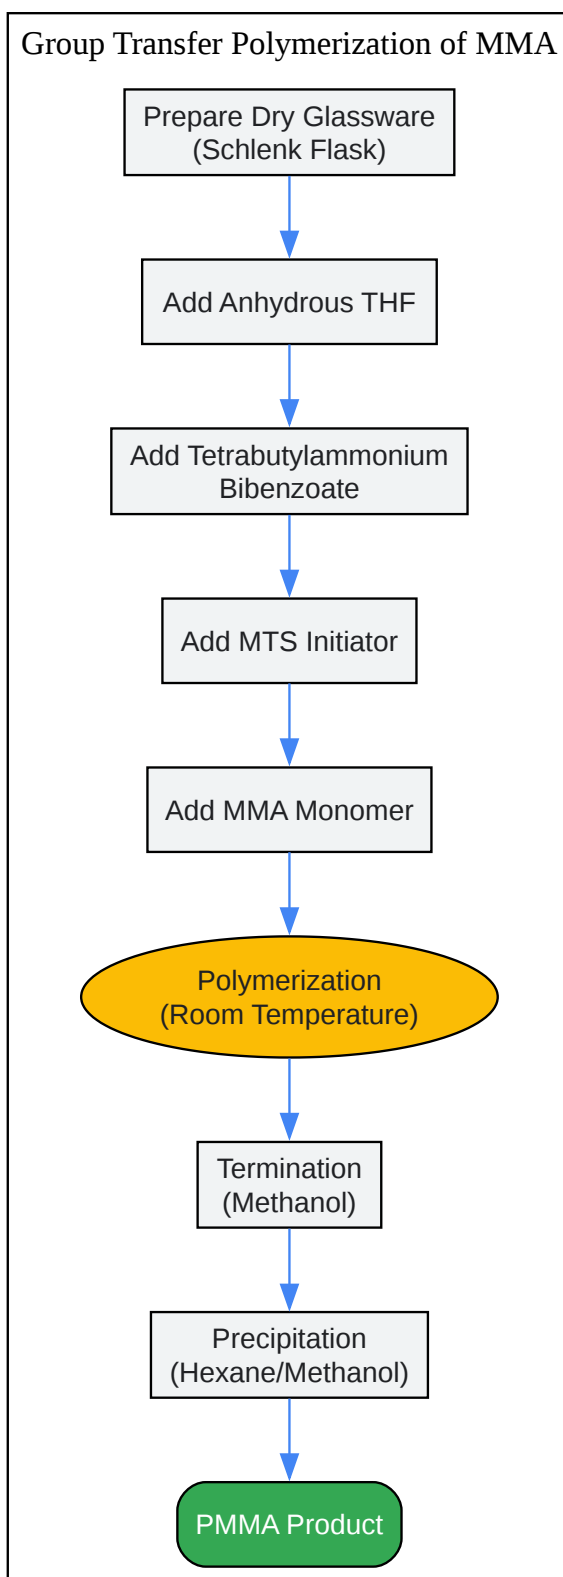 Group Transfer Polymerization of MMA
Prepare Dry Glassware
(Schlenk Flask)
Add Anhydrous THF
Add Tetrabutylammonium
Bibenzoate
Add MTS Initiator
Add MMA Monomer
Polymerization
(Room Temperature)
Termination
(Methanol)
Precipitation
(Hexane/Methanol)
PMMA Product